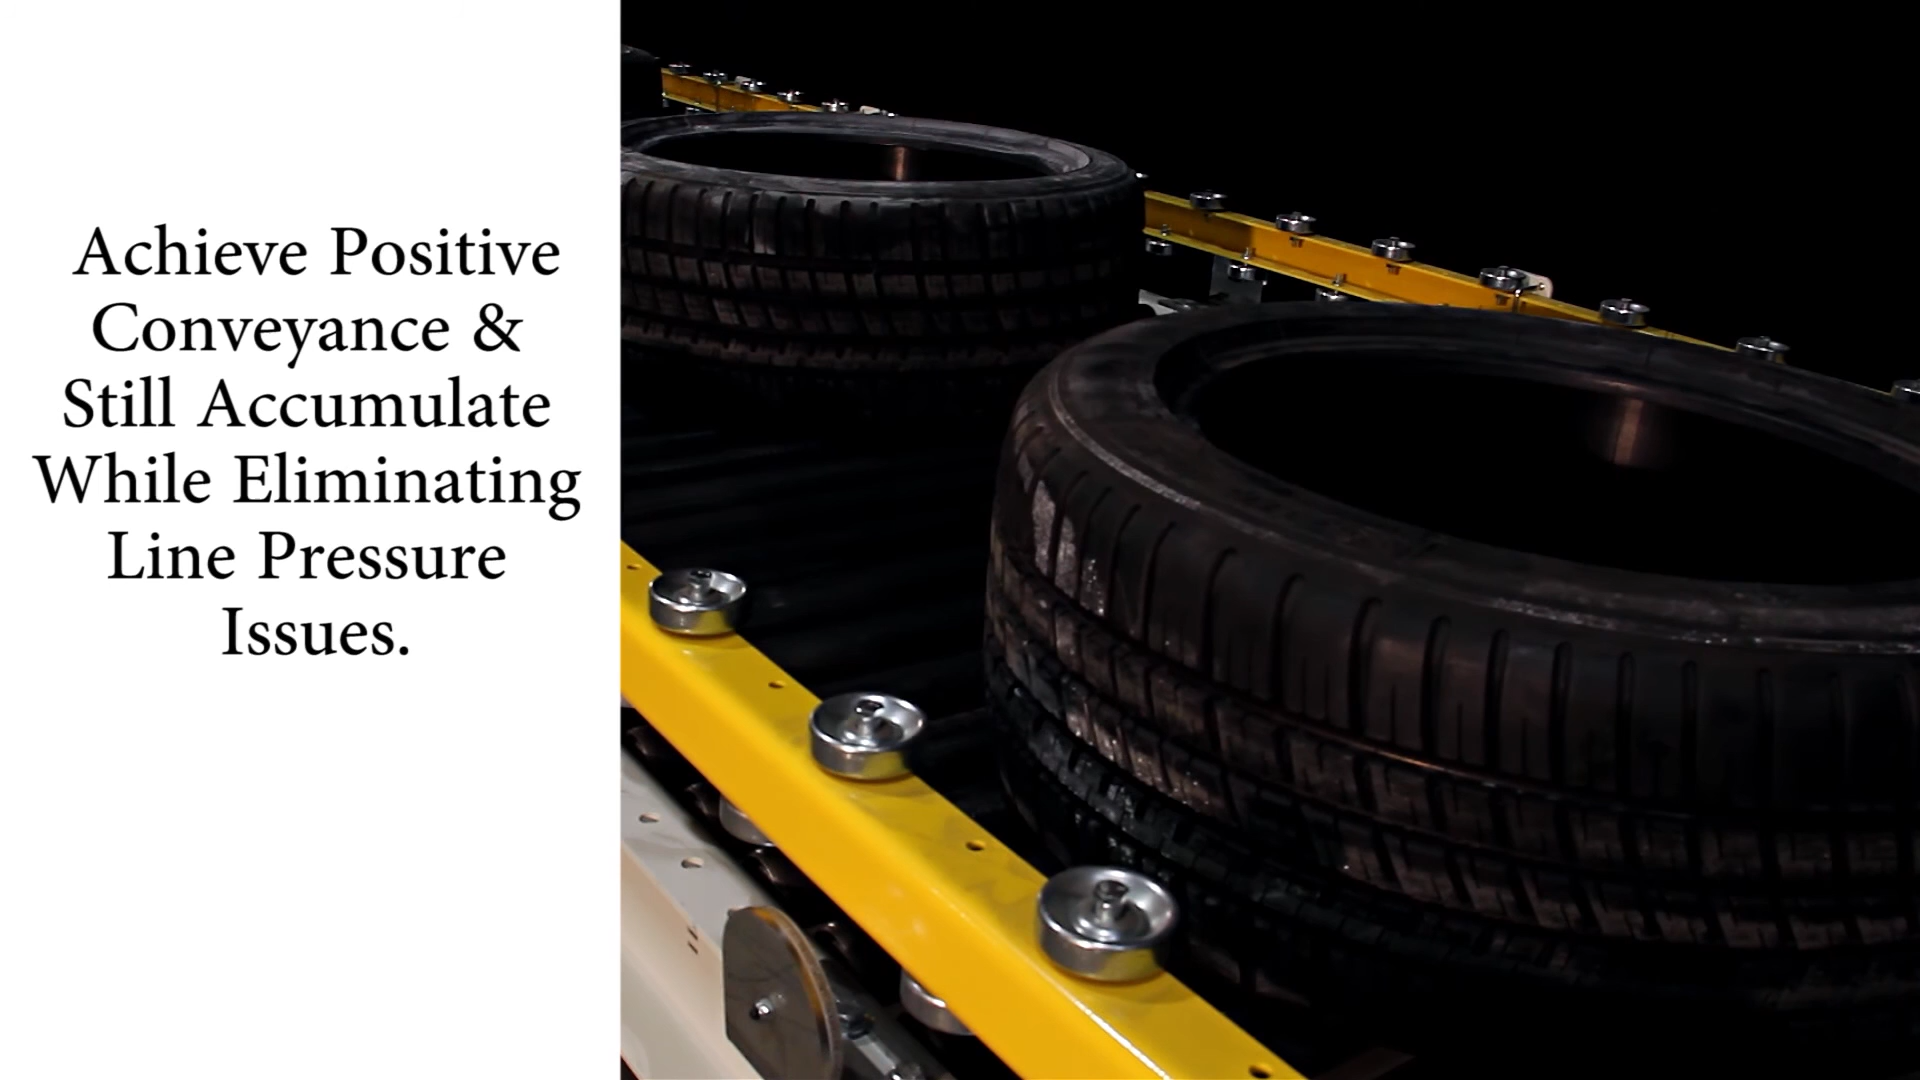 Achieve Positive
Conveyance &
Still Accumulate
While Eliminating
Line Pressure
Issues.